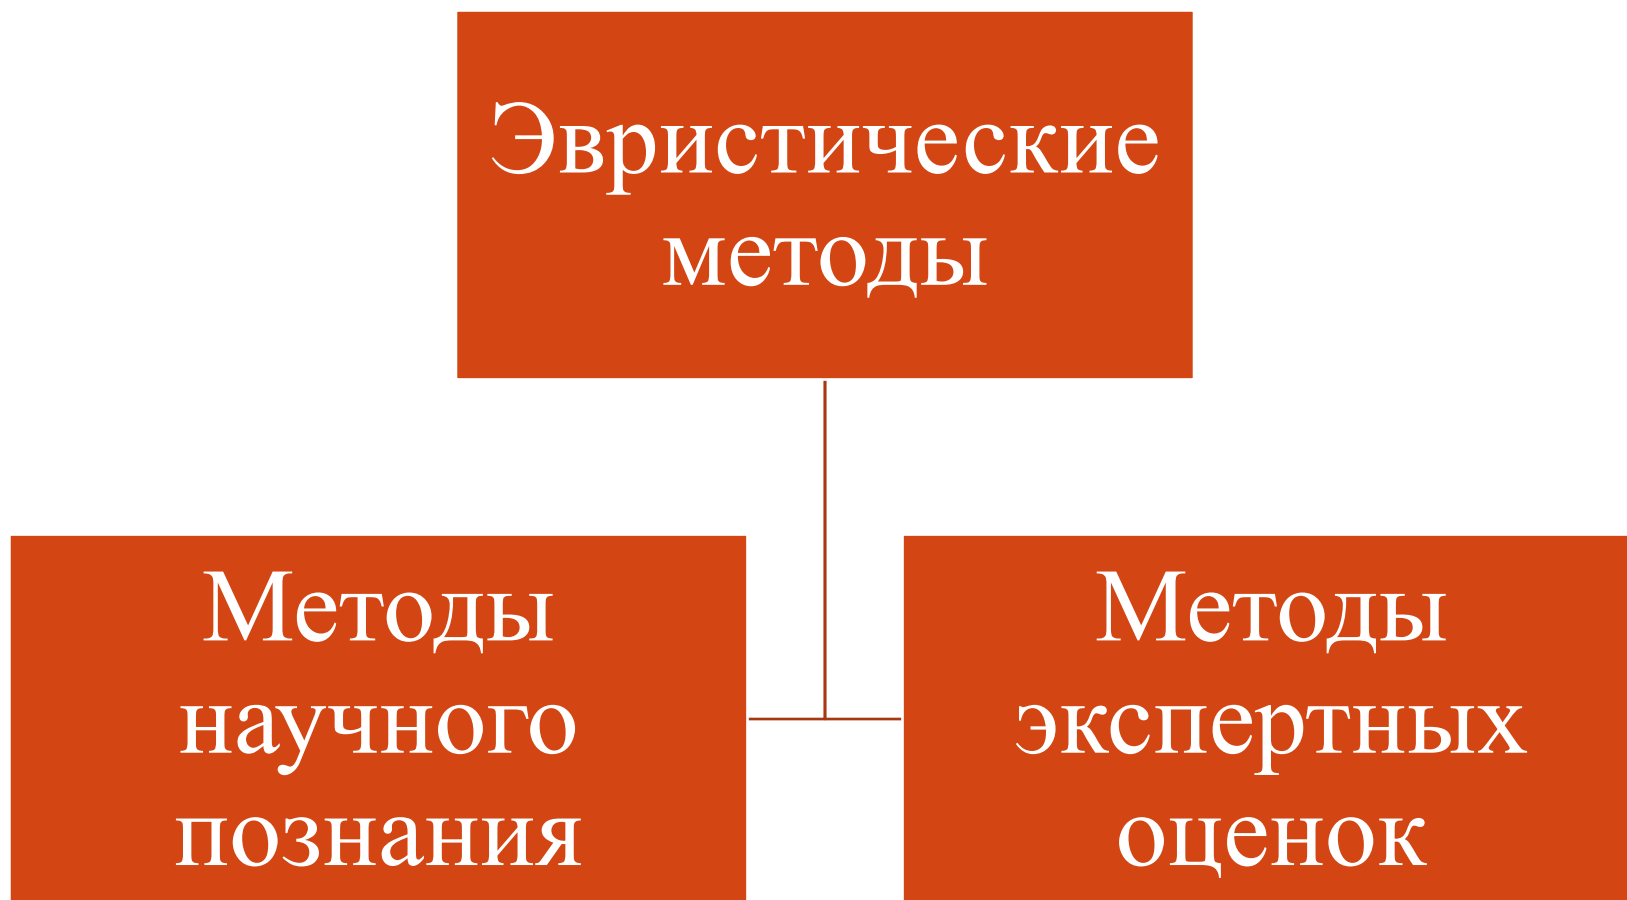 Эвристические
методы
Методы
научного
познания
Методы
экспертных
оценок